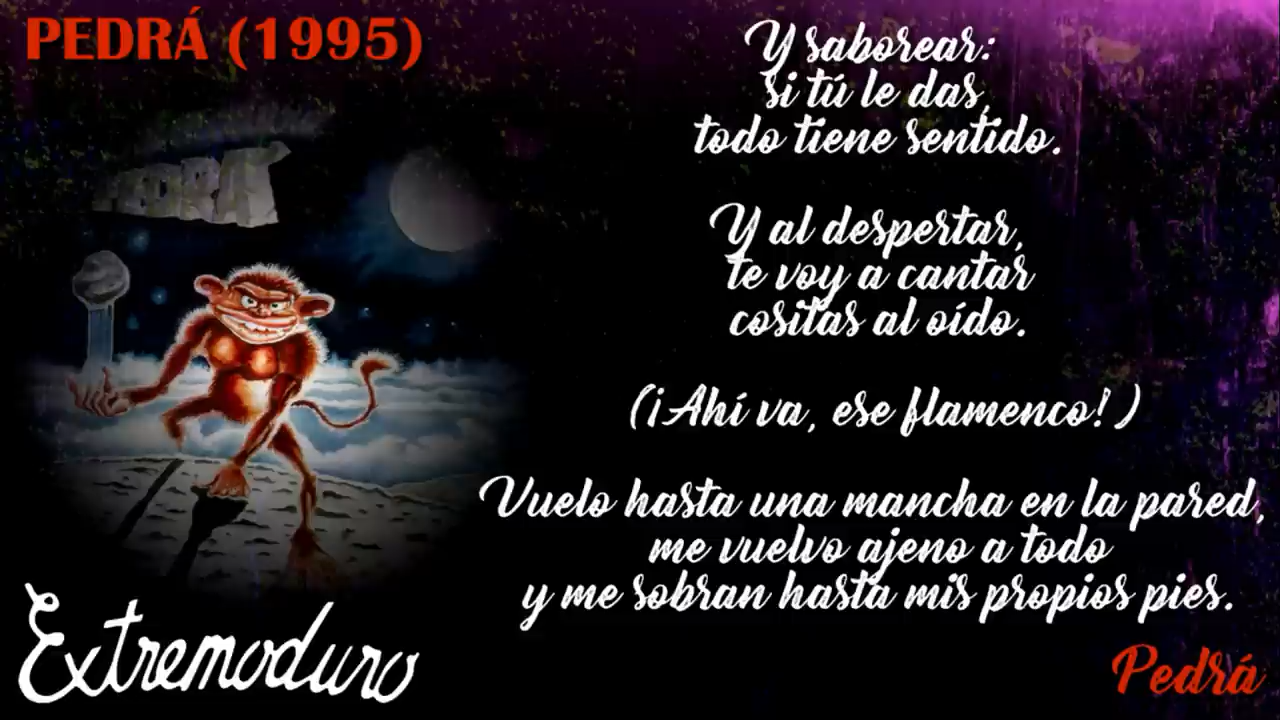 PEDRÁ (1995)
PEDRÁ
Extremoduro
Y saborear:
si tú le das,
todo tiene sentido.
Y al despertar,
te voy a cantar
cositas al oído.
(¡Ahí va, ese flamenco!)
Vuelo hasta una mancha en la pared,
me vuelvo ajeno a todo
y me sobran hasta mis propios pies.
Pedrá